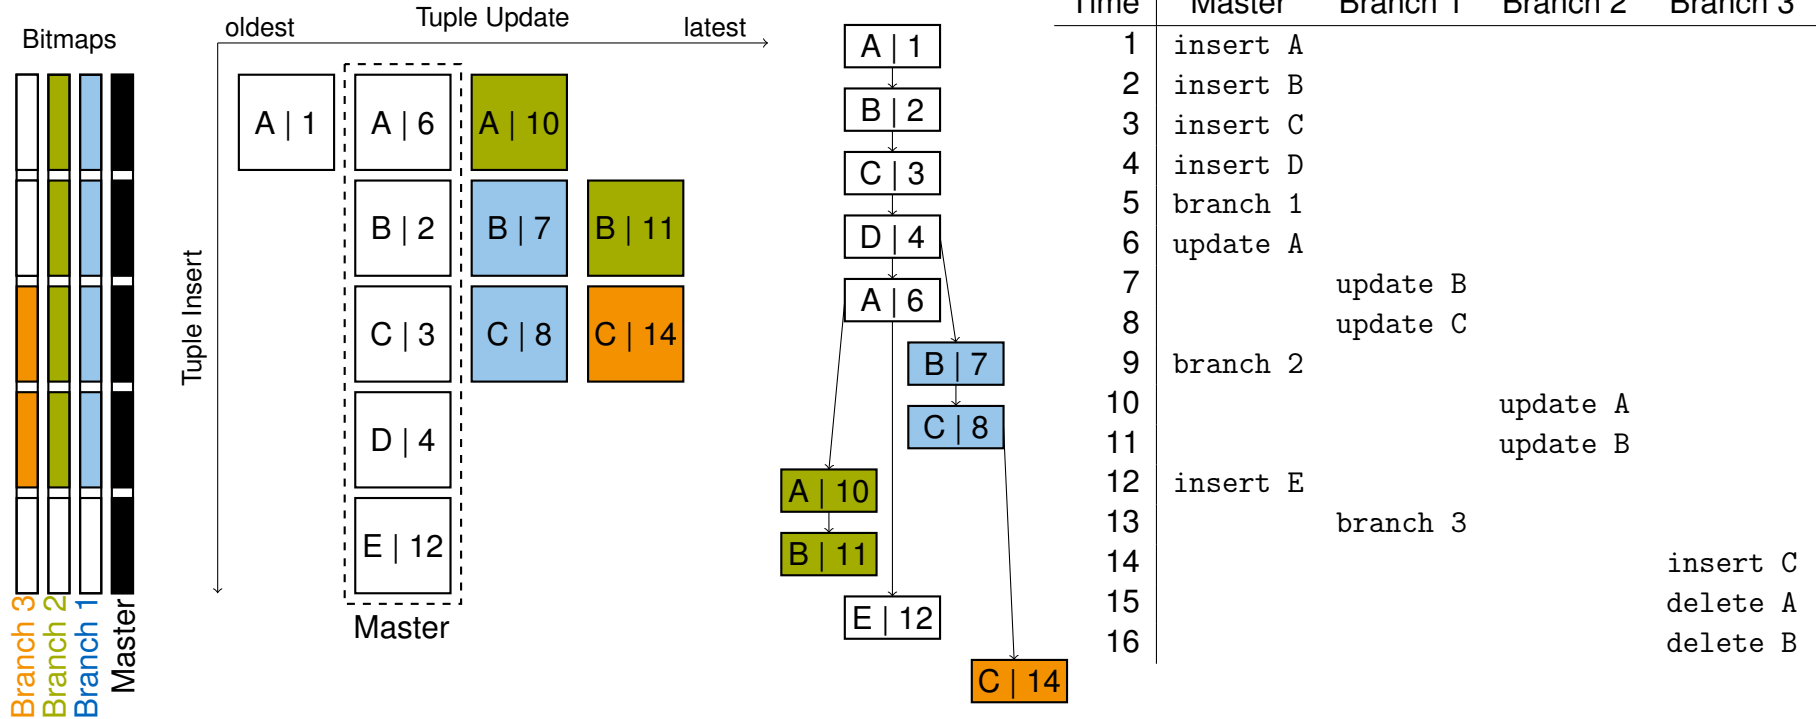 Bitmaps
Branch 3
Branch 2
Branch 1
Master
oldest Tuple Update latest
Tuple Insert
A | 1 A | 6 A | 10
B | 2 B | 7 B | 11
C | 3 C | 8 C | 14
D | 4
E | 12
Master
A | 1
B | 2
C | 3
D | 4
A | 6
B | 7
C | 8
A | 10
B | 11
E | 12
C | 14
Time Master Branch 1 Branch 2 Branch 3
1 insert A
2 insert B
3 insert C
4 insert D
5 branch 1
6 update A
7 update B
8 update C
9 branch 2
10 update A
11 update B
12 insert E
13 branch 3
14 insert C
15 delete A
16 delete B